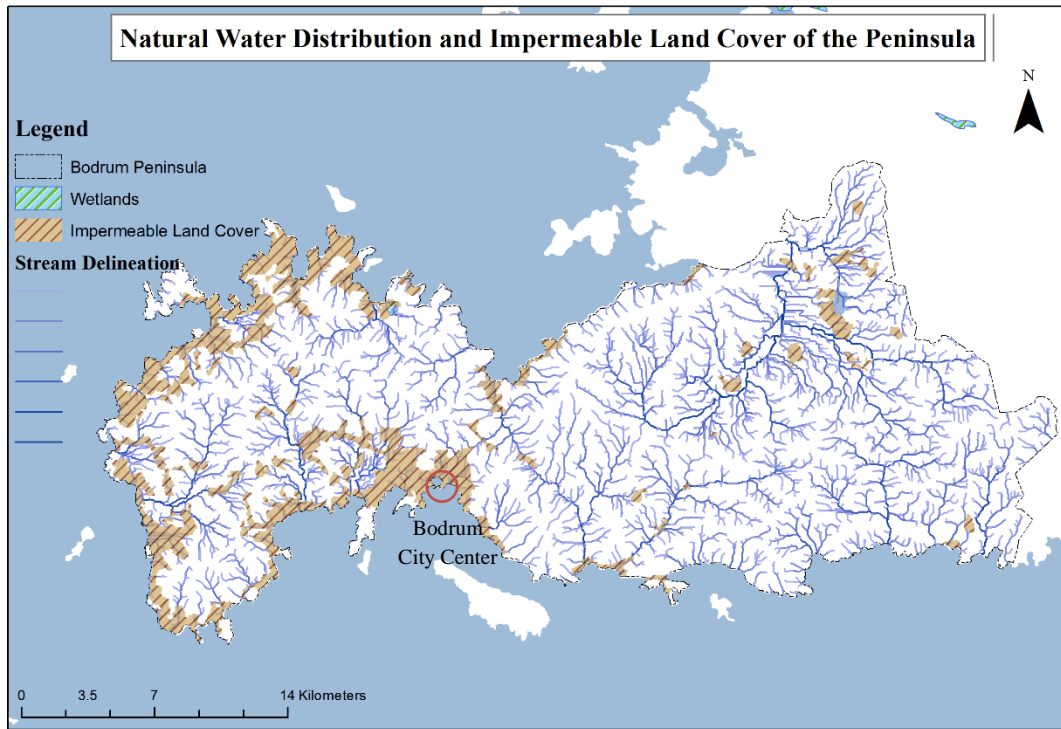 Natural Water Distribution and Impermeable Land Cover of the Peninsula
N
Legend
Bodrum Peninsula
Wetlands
Impermeable Land Cover
Stream Delineation
Bodrum
City Center
0 3.5 7 14 Kilometers